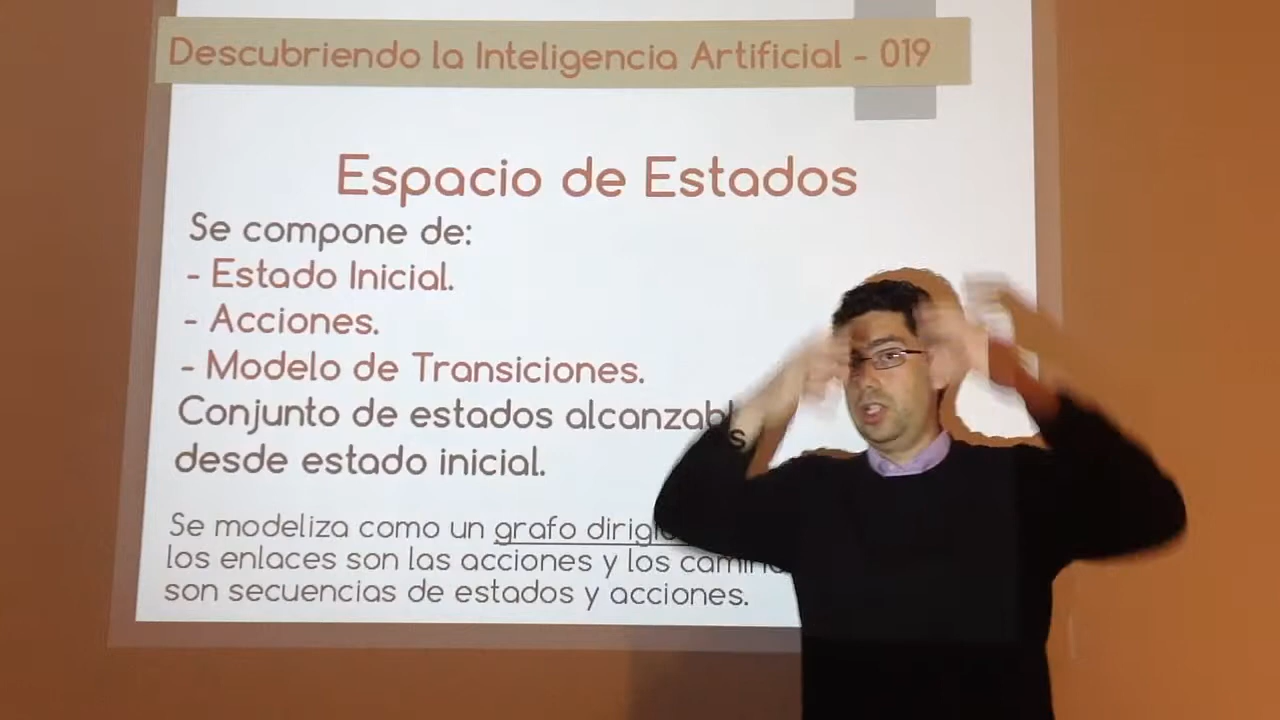 Descubriendo la Inteligencia Artificial - 019
Espacio de Estados
Se compone de:
- Estado Inicial.
- Acciones.
- Modelo de Transiciones.
Conjunto de estados
desde estado inicial.
Se modeliza como un grafo
los enlaces son las acciones y los
son secuencias de estados y acciones.